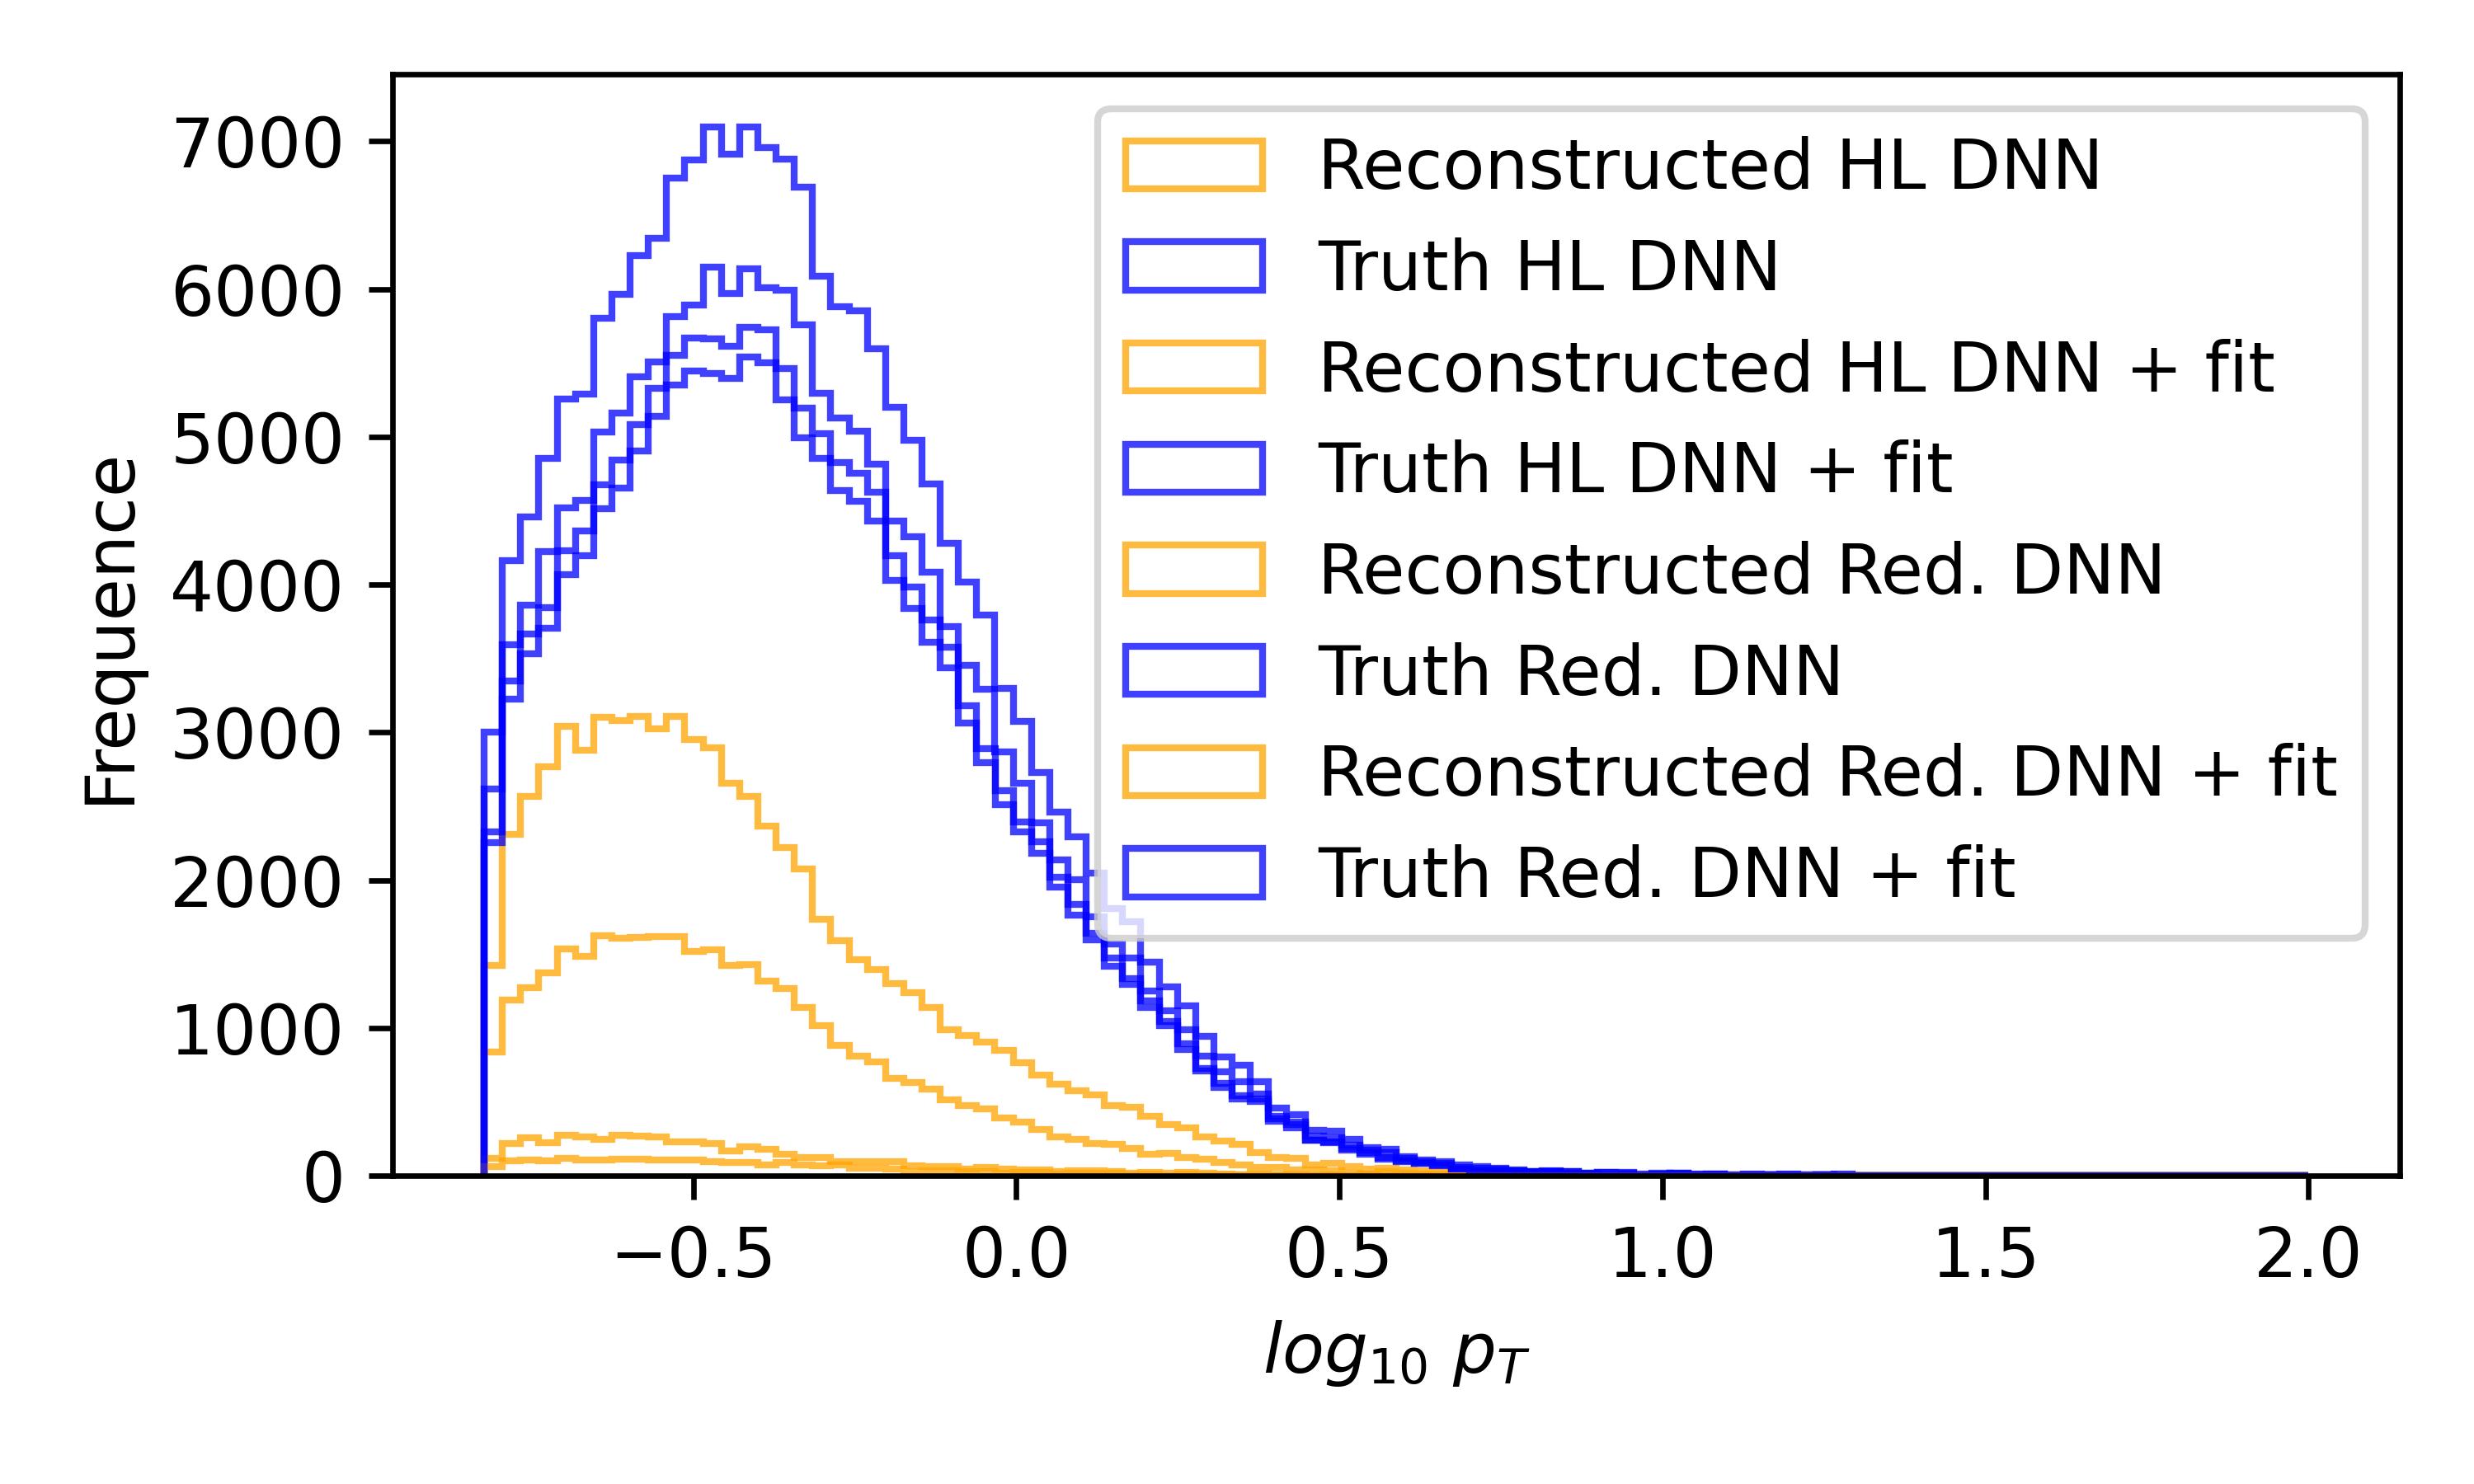 7000
6000
5000
4000
3000
2000
1000
0
Frequence
Reconstructed HL DNN
Truth HL DNN
Reconstructed HL DNN + fit
Truth HL DNN + fit
Reconstructed Red. DNN
Truth Red. DNN
Reconstructed Red. DNN + fit
Truth Red. DNN + fit
−0.5 0.0 0.5 1.0 1.5 2.0
log₁₀ p_T